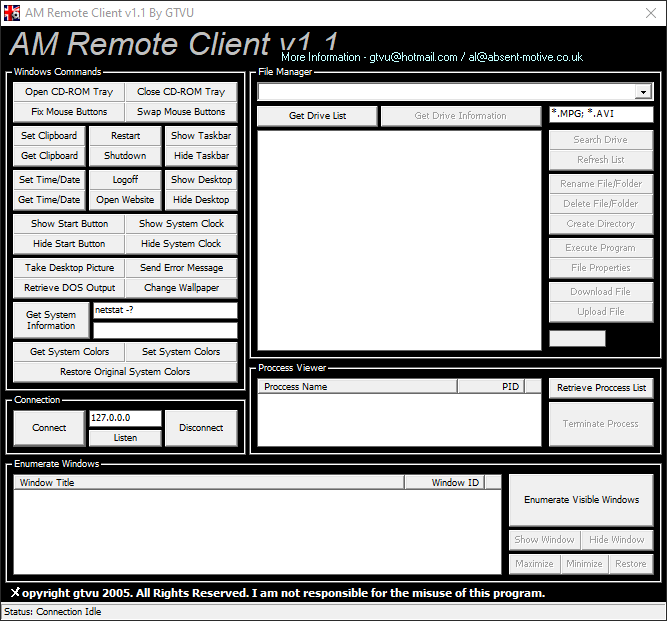 AM Remote Client v1.1 By GTVU
AM Remote Client v1.1
More Information - gtvu@hotmail.com / al@absent-motive.co.uk
Windows Commands
Open CD-ROM Tray
Close CD-ROM Tray
Fix Mouse Buttons
Swap Mouse Buttons
Set Clipboard
Restart
Show Taskbar
Get Clipboard
Shutdown
Hide Taskbar
Set Time/Date
Logoff
Show Desktop
Get Time/Date
Open Website
Hide Desktop
Show Start Button
Show System Clock
Hide Start Button
Hide System Clock
Take Desktop Picture
Send Error Message
Retrieve DOS Output
Change Wallpaper
Get System
Information
netstat -?
Get System Colors
Set System Colors
Restore Original System Colors
Connection
Connect
127.0.0.0
Listen
Disconnect
File Manager
Get Drive List
Get Drive Information
*.MPG; *.AVI
Search Drive
Refresh List
Rename File/Folder
Delete File/Folder
Create Directory
Execute Program
File Properties
Download File
Upload File
Proccess Viewer
Proccess Name
PID
Retrieve Proccess List
Terminate Process
Enumerate Windows
Window Title
Window ID
Enumerate Visible Windows
Show Window
Hide Window
Maximize
Minimize
Restore
opyright gtvu 2005. All Rights Reserved. I am not responsible for the misuse of this program.
Status: Connection Idle